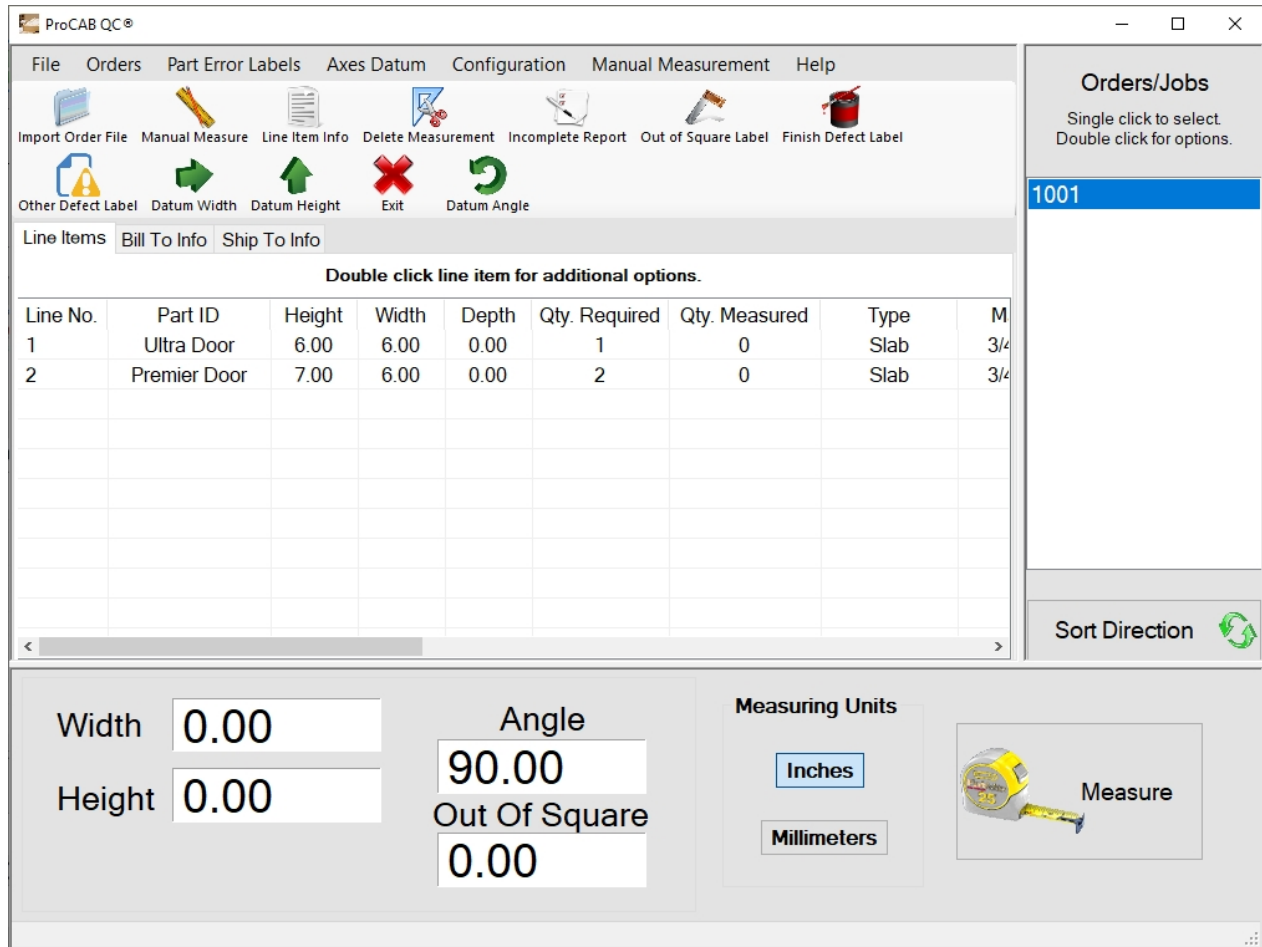 ProCAB QC®
File Orders Part Error Labels Axes Datum Configuration Manual Measurement Help
Import Order File Manual Measure Line Item Info Delete Measurement Incomplete Report Out of Square Label Finish Defect Label
Other Defect Label Datum Width Datum Height Exit Datum Angle
Line Items Bill To Info Ship To Info
Double click line item for additional options.
Line No. Part ID Height Width Depth Qty. Required Qty. Measured Type M
1 Ultra Door 6.00 6.00 0.00 1 0 Slab 3/4
2 Premier Door 7.00 6.00 0.00 2 0 Slab 3/4
Orders/Jobs
Single click to select.
Double click for options.
1001
Sort Direction
Width 0.00
Height 0.00
Angle
90.00
Out Of Square
0.00
Measuring Units
Inches
Millimeters
Measure